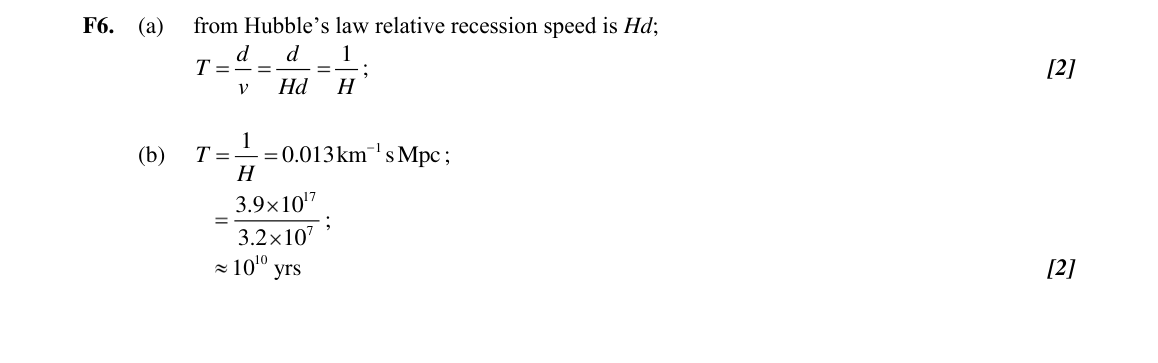 F6. (a) from Hubble's law relative recession speed is Hd;
T = d/v = d/Hd = 1/H ; [2]
(b) T = 1/H = 0.013 km⁻¹ s Mpc ;
= 3.9×10¹⁷/3.2×10⁷ ;
≈ 10¹⁰ yrs [2]